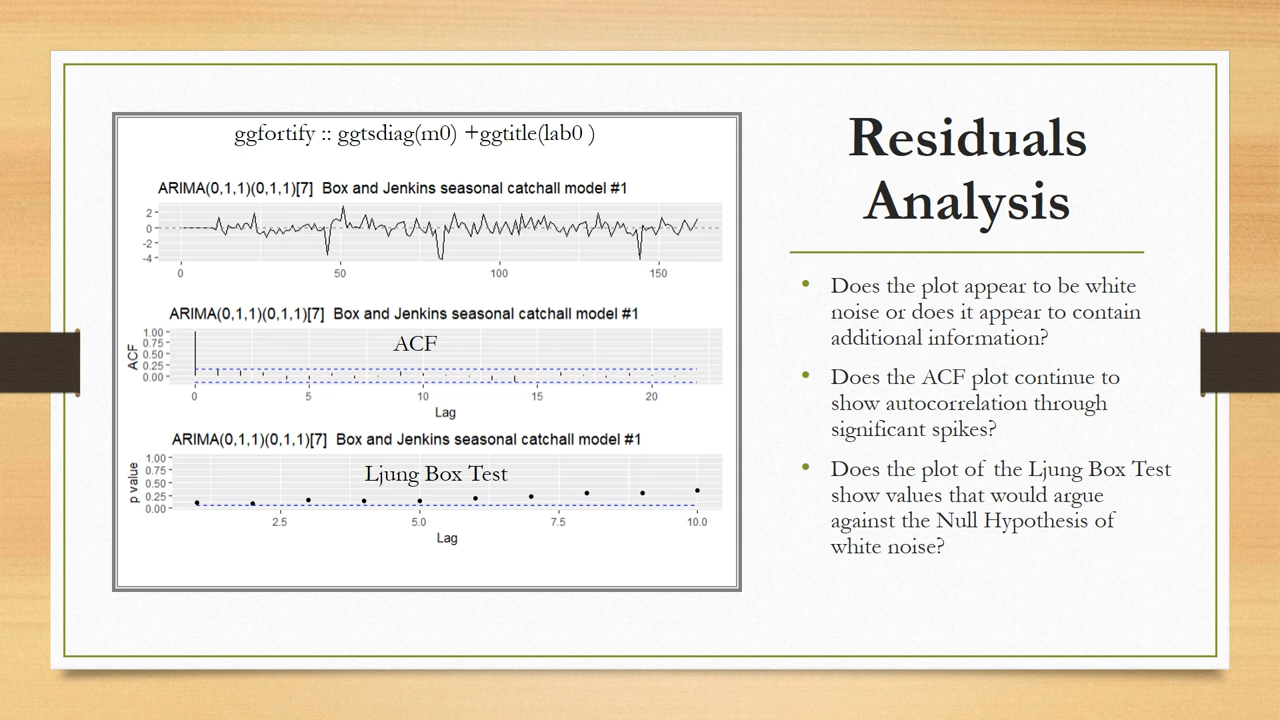 ggfortify :: ggtsdiag(m0) +ggtitle(lab0 )
ARIMA(0,1,1)(0,1,1)[7]  Box and Jenkins seasonal catchall model #1
2
0
-2
-4
0 50 100 150
ARIMA(0,1,1)(0,1,1)[7]  Box and Jenkins seasonal catchall model #1
ACF
ACF
1.00
0.75
0.50
0.25
0.00
0 5 10 15 20
Lag
ARIMA(0,1,1)(0,1,1)[7]  Box and Jenkins seasonal catchall model #1
Ljung Box Test
p value
1.00
0.75
0.50
0.25
0.00
2.5 5.0 7.5 10.0
Lag
Residuals
Analysis
• Does the plot appear to be white
noise or does it appear to contain
additional information?
• Does the ACF plot continue to
show autocorrelation through
significant spikes?
• Does the plot of the Ljung Box Test
show values that would argue
against the Null Hypothesis of
white noise?